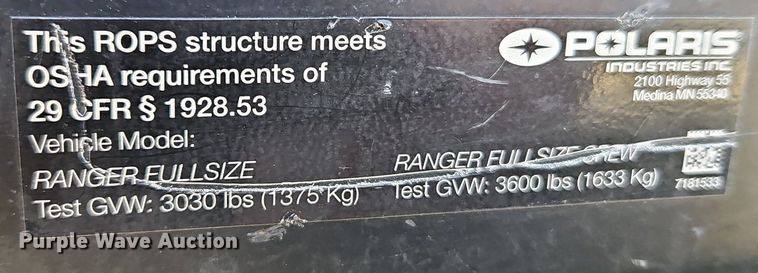 This ROPS structure meets
OSHA requirements of
29 CFR § 1928.53
Vehicle Model:
RANGER FULLSIZE
Test GVW: 3030 lbs (1375 Kg)
POLARIS
INDUSTRIES INC.
2100 Highway 55
Medina MN 55340
RANGER FULLSIZE CREW
Test GVW: 3600 lbs (1633 Kg)
7181533
Purple Wave Auction